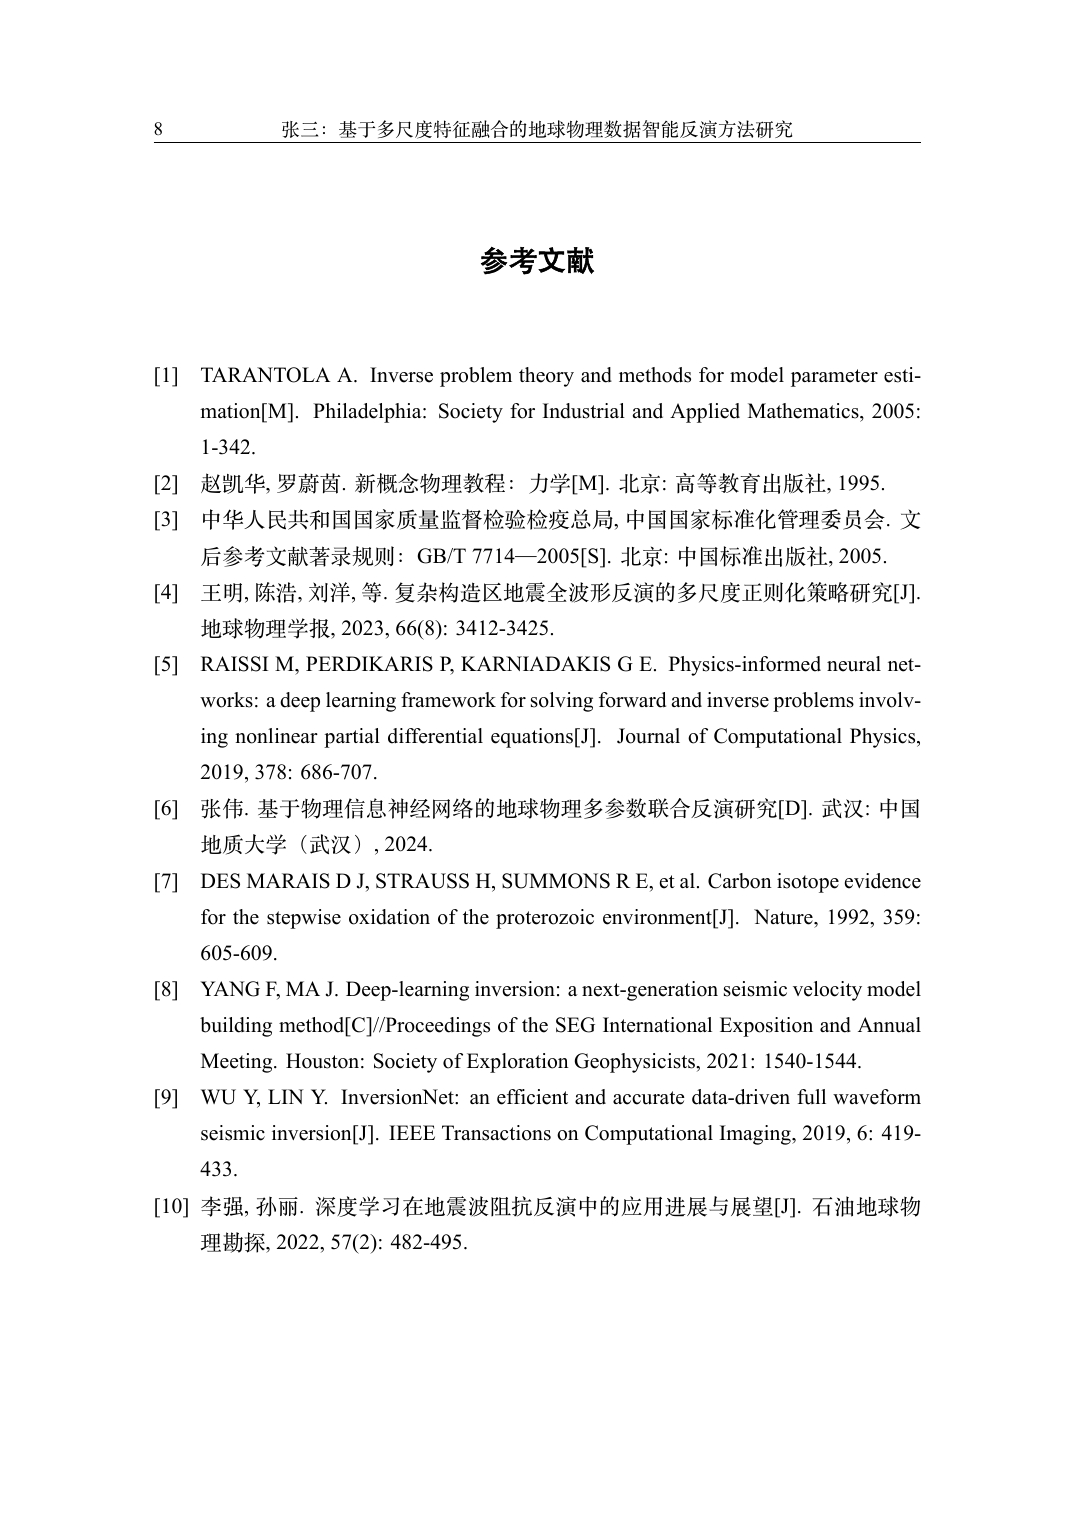 8 张三：基于多尺度特征融合的地球物理数据智能反演方法研究
参考文献
[1] TARANTOLA A. Inverse problem theory and methods for model parameter esti-
mation[M]. Philadelphia: Society for Industrial and Applied Mathematics, 2005:
1-342.
[2] 赵凯华, 罗蔚茵. 新概念物理教程：力学[M]. 北京: 高等教育出版社, 1995.
[3] 中华人民共和国国家质量监督检验检疫总局, 中国国家标准化管理委员会. 文
后参考文献著录规则：GB/T 7714—2005[S]. 北京: 中国标准出版社, 2005.
[4] 王明, 陈浩, 刘洋, 等. 复杂构造区地震全波形反演的多尺度正则化策略研究[J].
地球物理学报, 2023, 66(8): 3412-3425.
[5] RAISSI M, PERDIKARIS P, KARNIADAKIS G E. Physics-informed neural net-
works: a deep learning framework for solving forward and inverse problems involv-
ing nonlinear partial differential equations[J]. Journal of Computational Physics,
2019, 378: 686-707.
[6] 张伟. 基于物理信息神经网络的地球物理多参数联合反演研究[D]. 武汉: 中国
地质大学（武汉）, 2024.
[7] DES MARAIS D J, STRAUSS H, SUMMONS R E, et al. Carbon isotope evidence
for the stepwise oxidation of the proterozoic environment[J]. Nature, 1992, 359:
605-609.
[8] YANG F, MA J. Deep-learning inversion: a next-generation seismic velocity model
building method[C]//Proceedings of the SEG International Exposition and Annual
Meeting. Houston: Society of Exploration Geophysicists, 2021: 1540-1544.
[9] WU Y, LIN Y. InversionNet: an efficient and accurate data-driven full waveform
seismic inversion[J]. IEEE Transactions on Computational Imaging, 2019, 6: 419-
433.
[10] 李强, 孙丽. 深度学习在地震波阻抗反演中的应用进展与展望[J]. 石油地球物
理勘探, 2022, 57(2): 482-495.